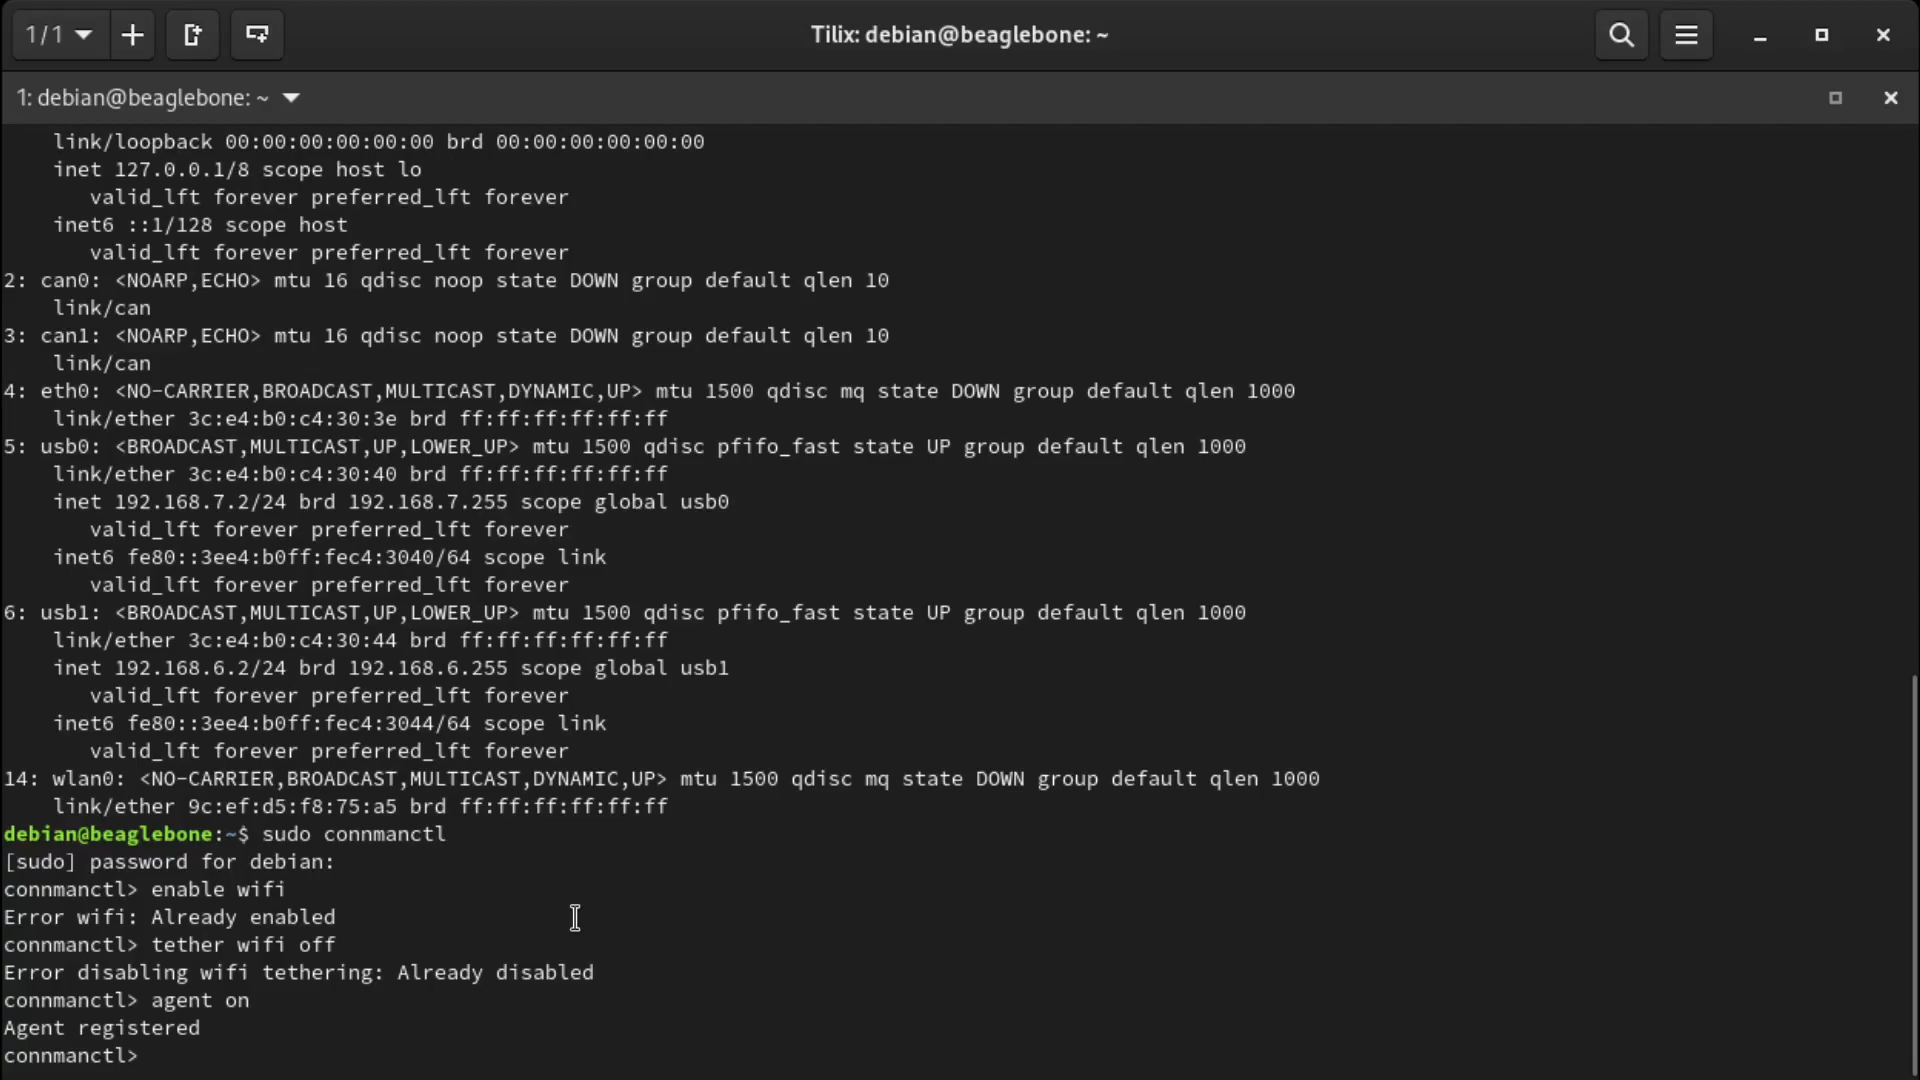 1/1
Tilix: debian@beaglebone: ~
1: debian@beaglebone: ~
link/loopback 00:00:00:00:00:00 brd 00:00:00:00:00:00
inet 127.0.0.1/8 scope host lo
valid_lft forever preferred_lft forever
inet6 ::1/128 scope host
valid_lft forever preferred_lft forever
2: can0: <NOARP,ECHO> mtu 16 qdisc noop state DOWN group default qlen 10
link/can
3: can1: <NOARP,ECHO> mtu 16 qdisc noop state DOWN group default qlen 10
link/can
4: eth0: <NO-CARRIER,BROADCAST,MULTICAST,DYNAMIC,UP> mtu 1500 qdisc mq state DOWN group default qlen 1000
link/ether 3c:e4:b0:c4:30:3e brd ff:ff:ff:ff:ff:ff
5: usb0: <BROADCAST,MULTICAST,UP,LOWER_UP> mtu 1500 qdisc pfifo_fast state UP group default qlen 1000
link/ether 3c:e4:b0:c4:30:40 brd ff:ff:ff:ff:ff:ff
inet 192.168.7.2/24 brd 192.168.7.255 scope global usb0
valid_lft forever preferred_lft forever
inet6 fe80::3ee4:b0ff:fec4:3040/64 scope link
valid_lft forever preferred_lft forever
6: usb1: <BROADCAST,MULTICAST,UP,LOWER_UP> mtu 1500 qdisc pfifo_fast state UP group default qlen 1000
link/ether 3c:e4:b0:c4:30:44 brd ff:ff:ff:ff:ff:ff
inet 192.168.6.2/24 brd 192.168.6.255 scope global usb1
valid_lft forever preferred_lft forever
inet6 fe80::3ee4:b0ff:fec4:3044/64 scope link
valid_lft forever preferred_lft forever
14: wlan0: <NO-CARRIER,BROADCAST,MULTICAST,DYNAMIC,UP> mtu 1500 qdisc mq state DOWN group default qlen 1000
link/ether 9c:ef:d5:f8:75:a5 brd ff:ff:ff:ff:ff:ff
debian@beaglebone:~$ sudo connmanctl
[sudo] password for debian:
connmanctl> enable wifi
Error wifi: Already enabled
connmanctl> tether wifi off
Error disabling wifi tethering: Already disabled
connmanctl> agent on
Agent registered
connmanctl>